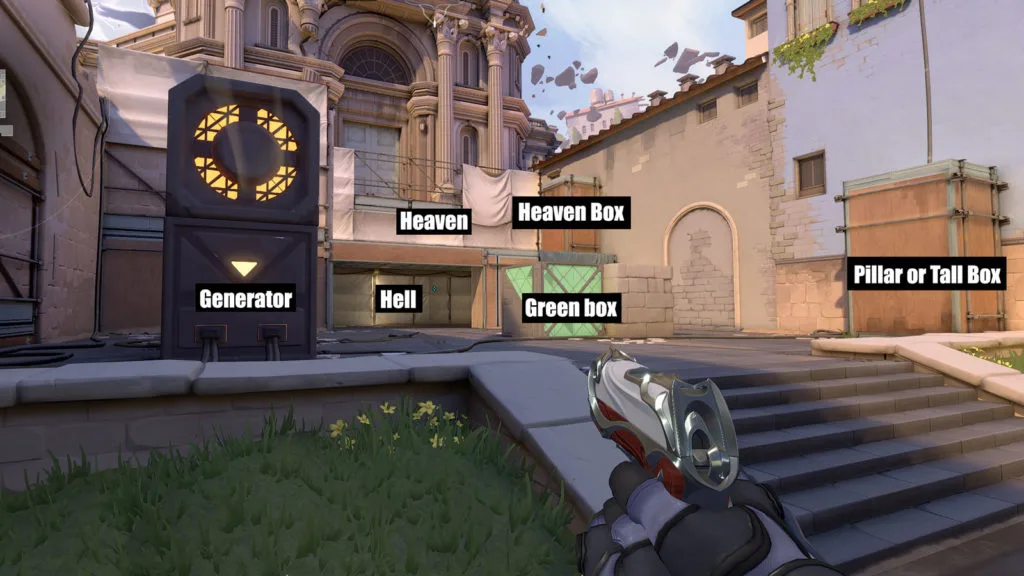 Heaven
Heaven Box
Pillar or Tall Box
Generator
Hell
Green box